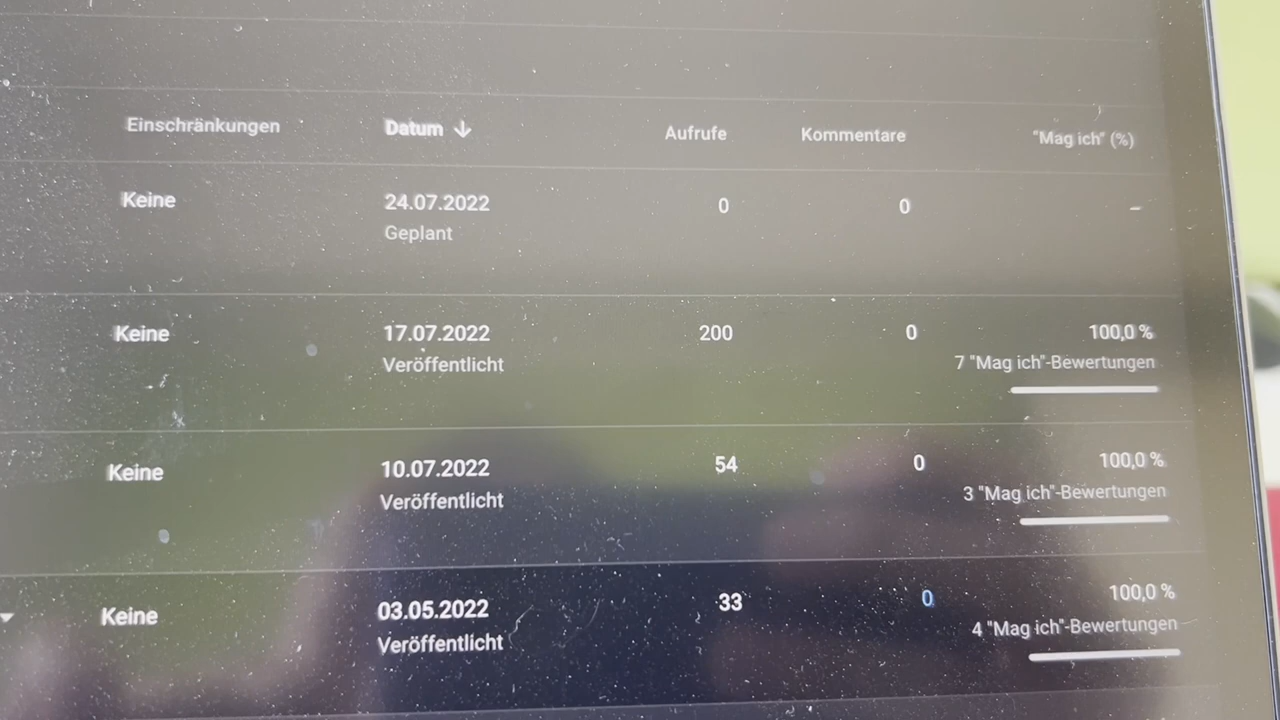 Einschränkungen Datum ↓ Aufrufe Kommentare "Mag ich" (%)
Keine 24.07.2022 0 0 –
Geplant
Keine 17.07.2022 200 0 100,0 %
Veröffentlicht 7 "Mag ich"-Bewertungen
Keine 10.07.2022 54 0 100,0 %
Veröffentlicht 3 "Mag ich"-Bewertungen
Keine 03.05.2022 33 0 100,0 %
Veröffentlicht 4 "Mag ich"-Bewertungen